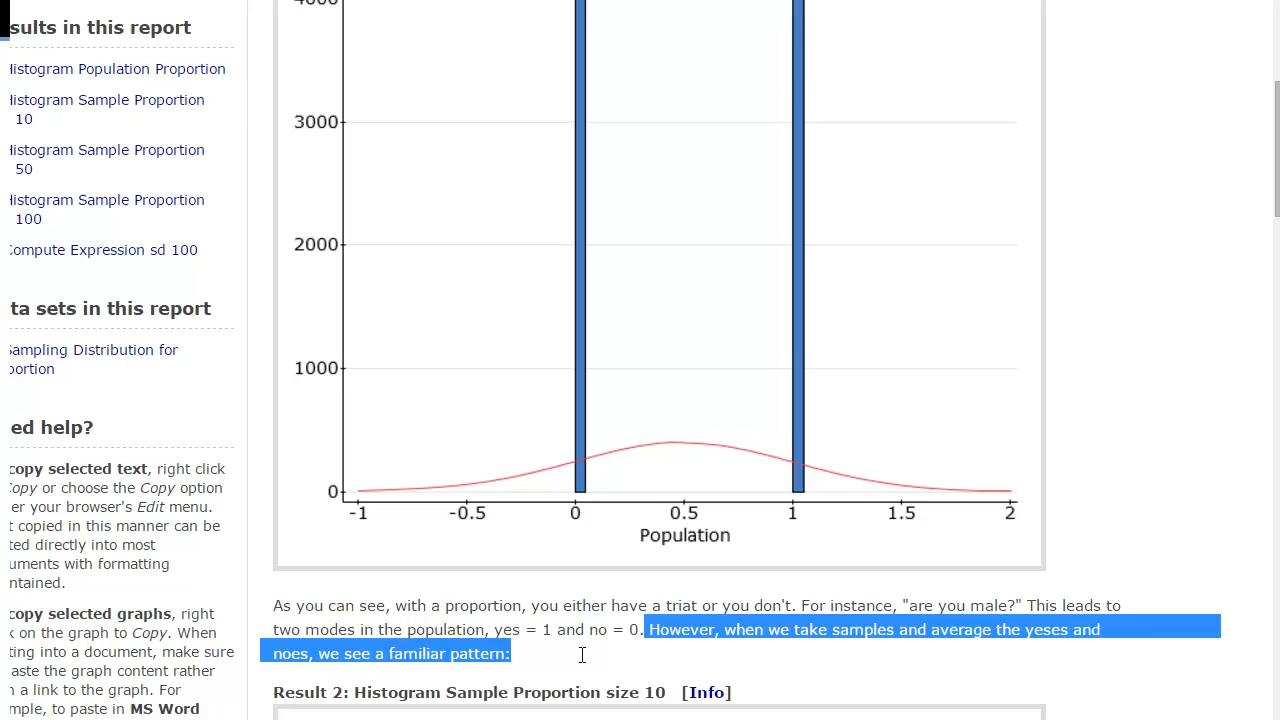 sults in this report
Histogram Population Proportion
Histogram Sample Proportion
10
Histogram Sample Proportion
50
Histogram Sample Proportion
100
Compute Expression sd 100
ta sets in this report
Sampling Distribution for
portion
ed help?
copy selected text, right click
Copy or choose the Copy option
er your browser's Edit menu.
t copied in this manner can be
ted directly into most
uments with formatting
ntained.
copy selected graphs, right
k on the graph to Copy. When
ting into a document, make sure
aste the graph content rather
n a link to the graph. For
mple, to paste in MS Word
4000
3000
2000
1000
0
-1 -0.5 0 0.5 1 1.5 2
Population
As you can see, with a proportion, you either have a triat or you don't. For instance, "are you male?" This leads to
two modes in the population, yes = 1 and no = 0. However, when we take samples and average the yeses and
noes, we see a familiar pattern:
Result 2: Histogram Sample Proportion size 10 [Info]